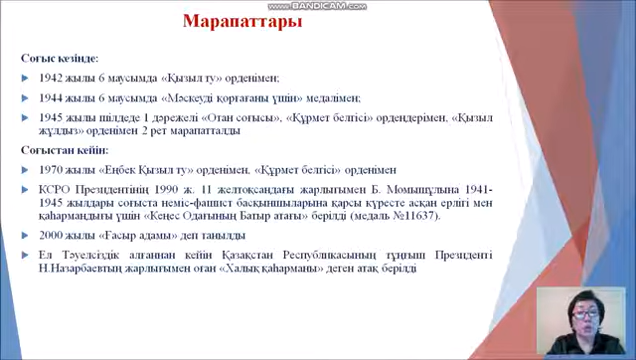 www.BANDICAM.com
Марапаттары
Соғыс кезінде:
1942 жылы 6 маусымда «Қызыл ту» орденімен;
1944 жылы 6 маусымда «Мәскеуді қорғағаны үшін» медалімен;
1945 жылы шілдеде 1 дәрежелі «Отан соғысы», «Құрмет белгісі» ордендерімен, «Қызыл
жұлдыз» орденімен 2 рет марапатталды
Соғыстан кейін:
1970 жылы «Еңбек Қызыл ту» орденімен, «Құрмет белгісі» орденімен
КСРО Президентінің 1990 ж. 11 желтоқсандағы жарлығымен Б. Момышұлына 1941-
1945 жылдары соғыста неміс-фашист басқыншыларына қарсы күресте асқан ерлігі мен
қаһармандығы үшін «Кеңес Одағының Батыр атағы» берілді (медаль №11637).
2000 жылы «Ғасыр адамы» деп танылды
Ел Тәуелсіздік алғаннан кейін Қазақстан Республикасының тұңғыш Президенті
Н.Назарбаевтың жарлығымен оған «Халық қаһарманы» деген атақ берілді